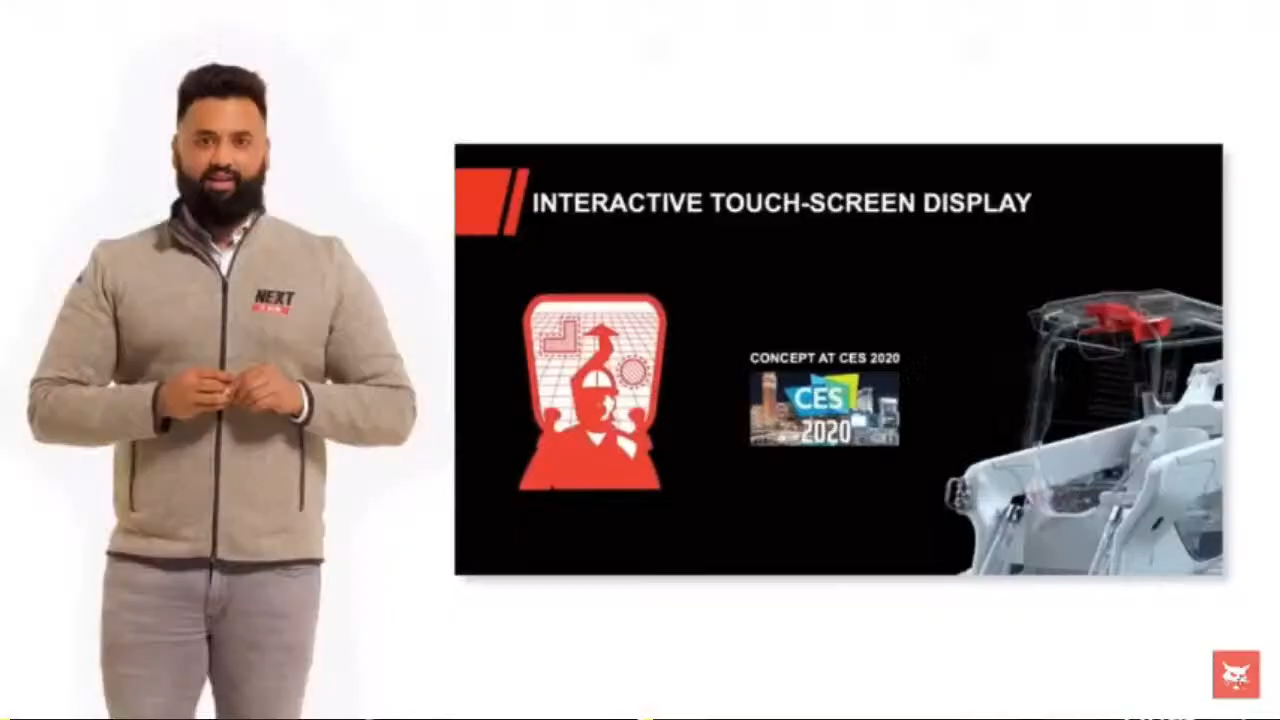 INTERACTIVE TOUCH-SCREEN DISPLAY
NEXT
CONCEPT AT CES 2020
CES
2020